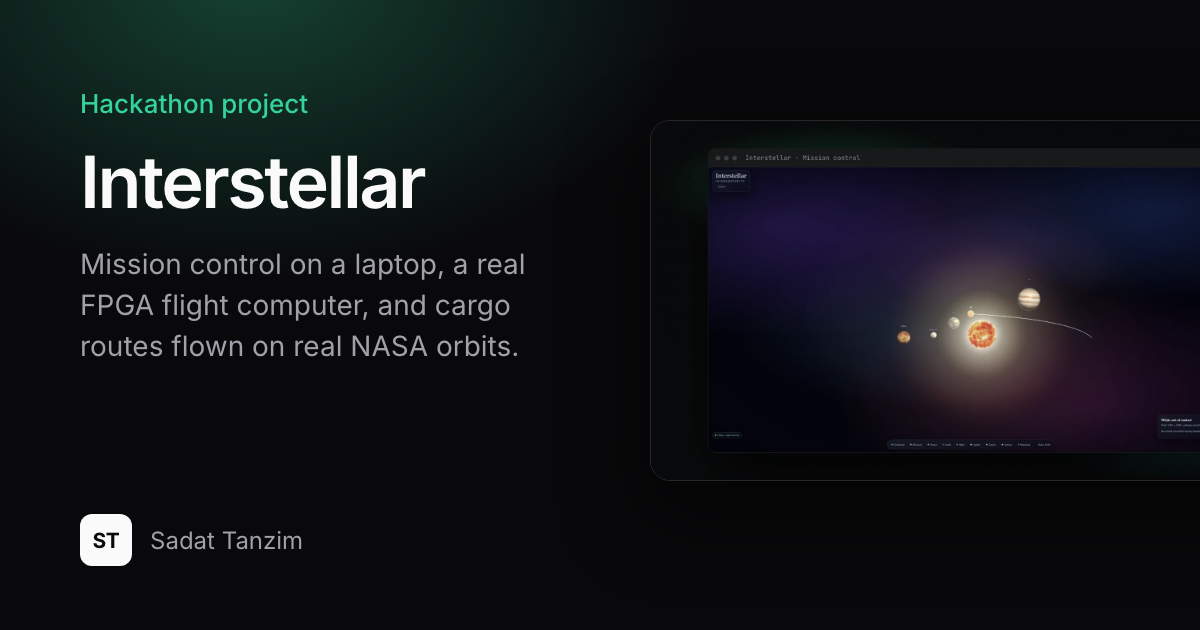 Hackathon project
Interstellar
Mission control on a laptop, a real
FPGA flight computer, and cargo
routes flown on real NASA orbits.
ST
Sadat Tanzim
Interstellar - Mission control
Interstellar